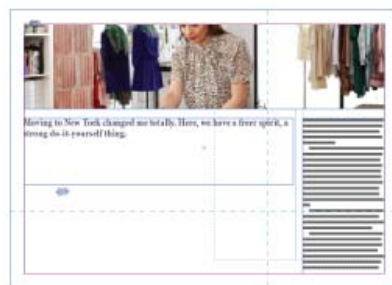 Moving to New York changed me totally. Here, we have a freer spirit, a
strong do-it-yourself thing.